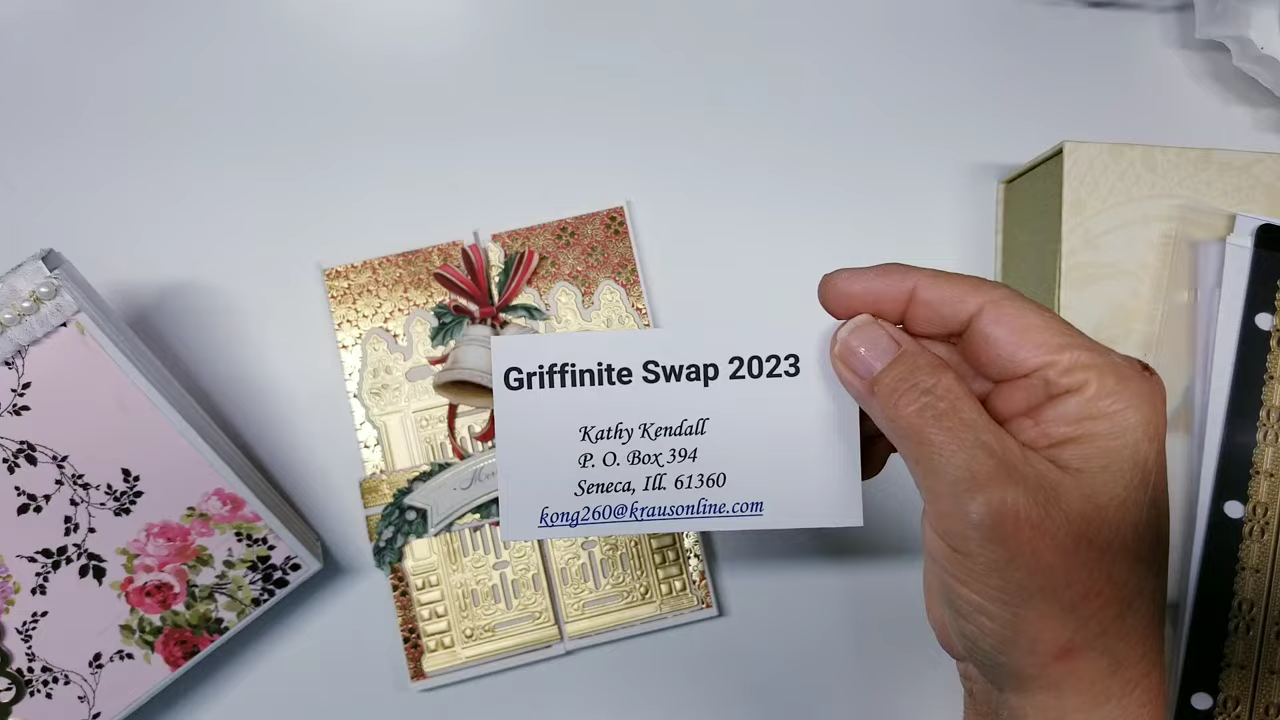 Griffinite Swap 2023
Kathy Kendall
P. O. Box 394
Seneca, Ill. 61360
kong260@krausonline.com